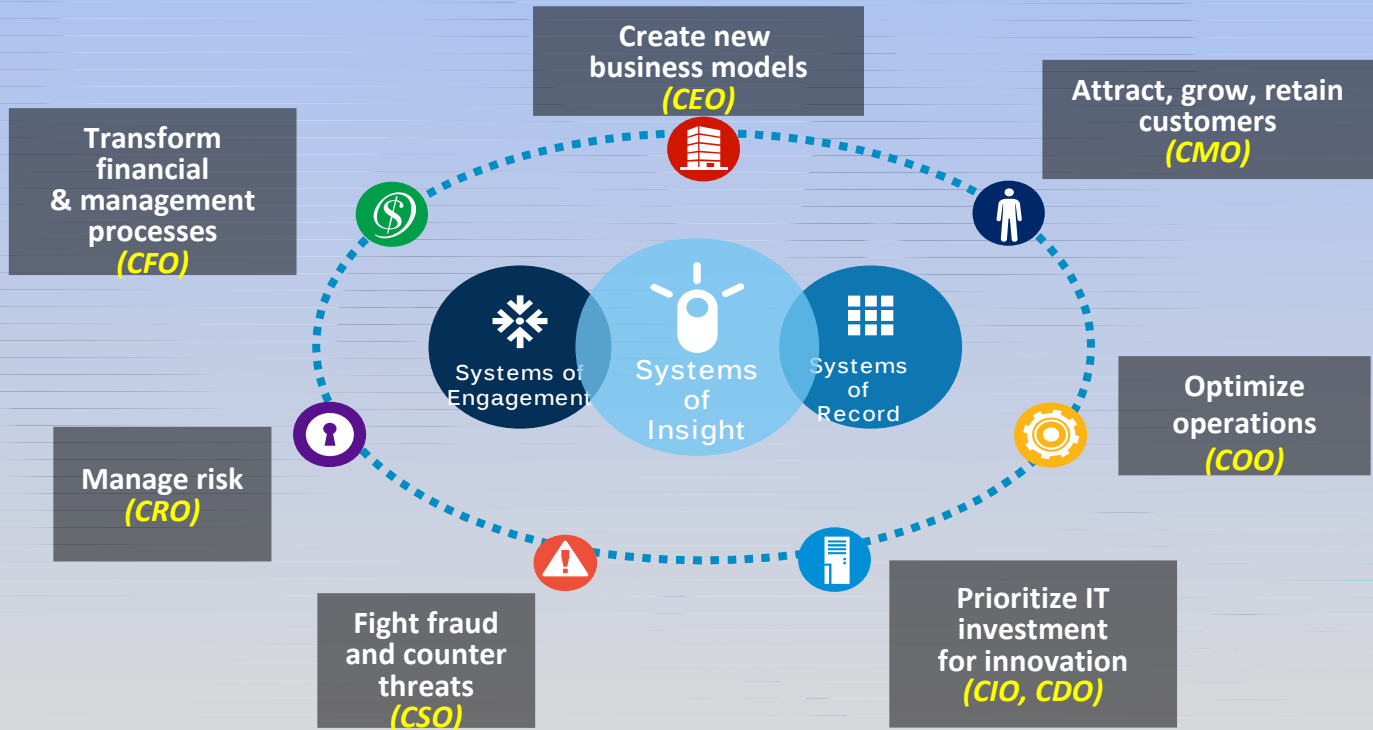 Create new
business models
(CEO)
Attract, grow, retain
customers
(CMO)
Transform
financial
& management
processes
(CFO)
$
Systems of
Engagement
Systems
of
Insight
Systems
of
Record
Optimize
operations
(COO)
Manage risk
(CRO)
!
Fight fraud
and counter
threats
(CSO)
Prioritize IT
investment
for innovation
(CIO, CDO)